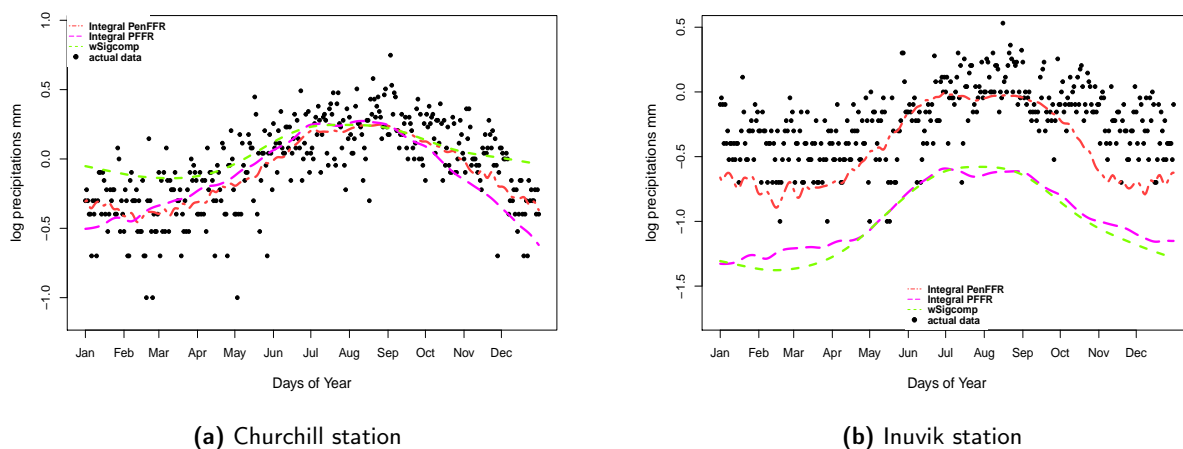 Integral PenFFR
Integral PFFR
wSigcomp
actual data
log precipitations mm
1.0
0.5
0.0
−0.5
−1.0
Jan Feb Mar Apr May Jun Jul Aug Sep Oct Nov Dec
Days of Year
(a) Churchill station
log precipitations mm
0.5
0.0
−0.5
−1.0
−1.5
Integral PenFFR
Integral PFFR
wSigcomp
actual data
Jan Feb Mar Apr May Jun Jul Aug Sep Oct Nov Dec
Days of Year
(b) Inuvik station